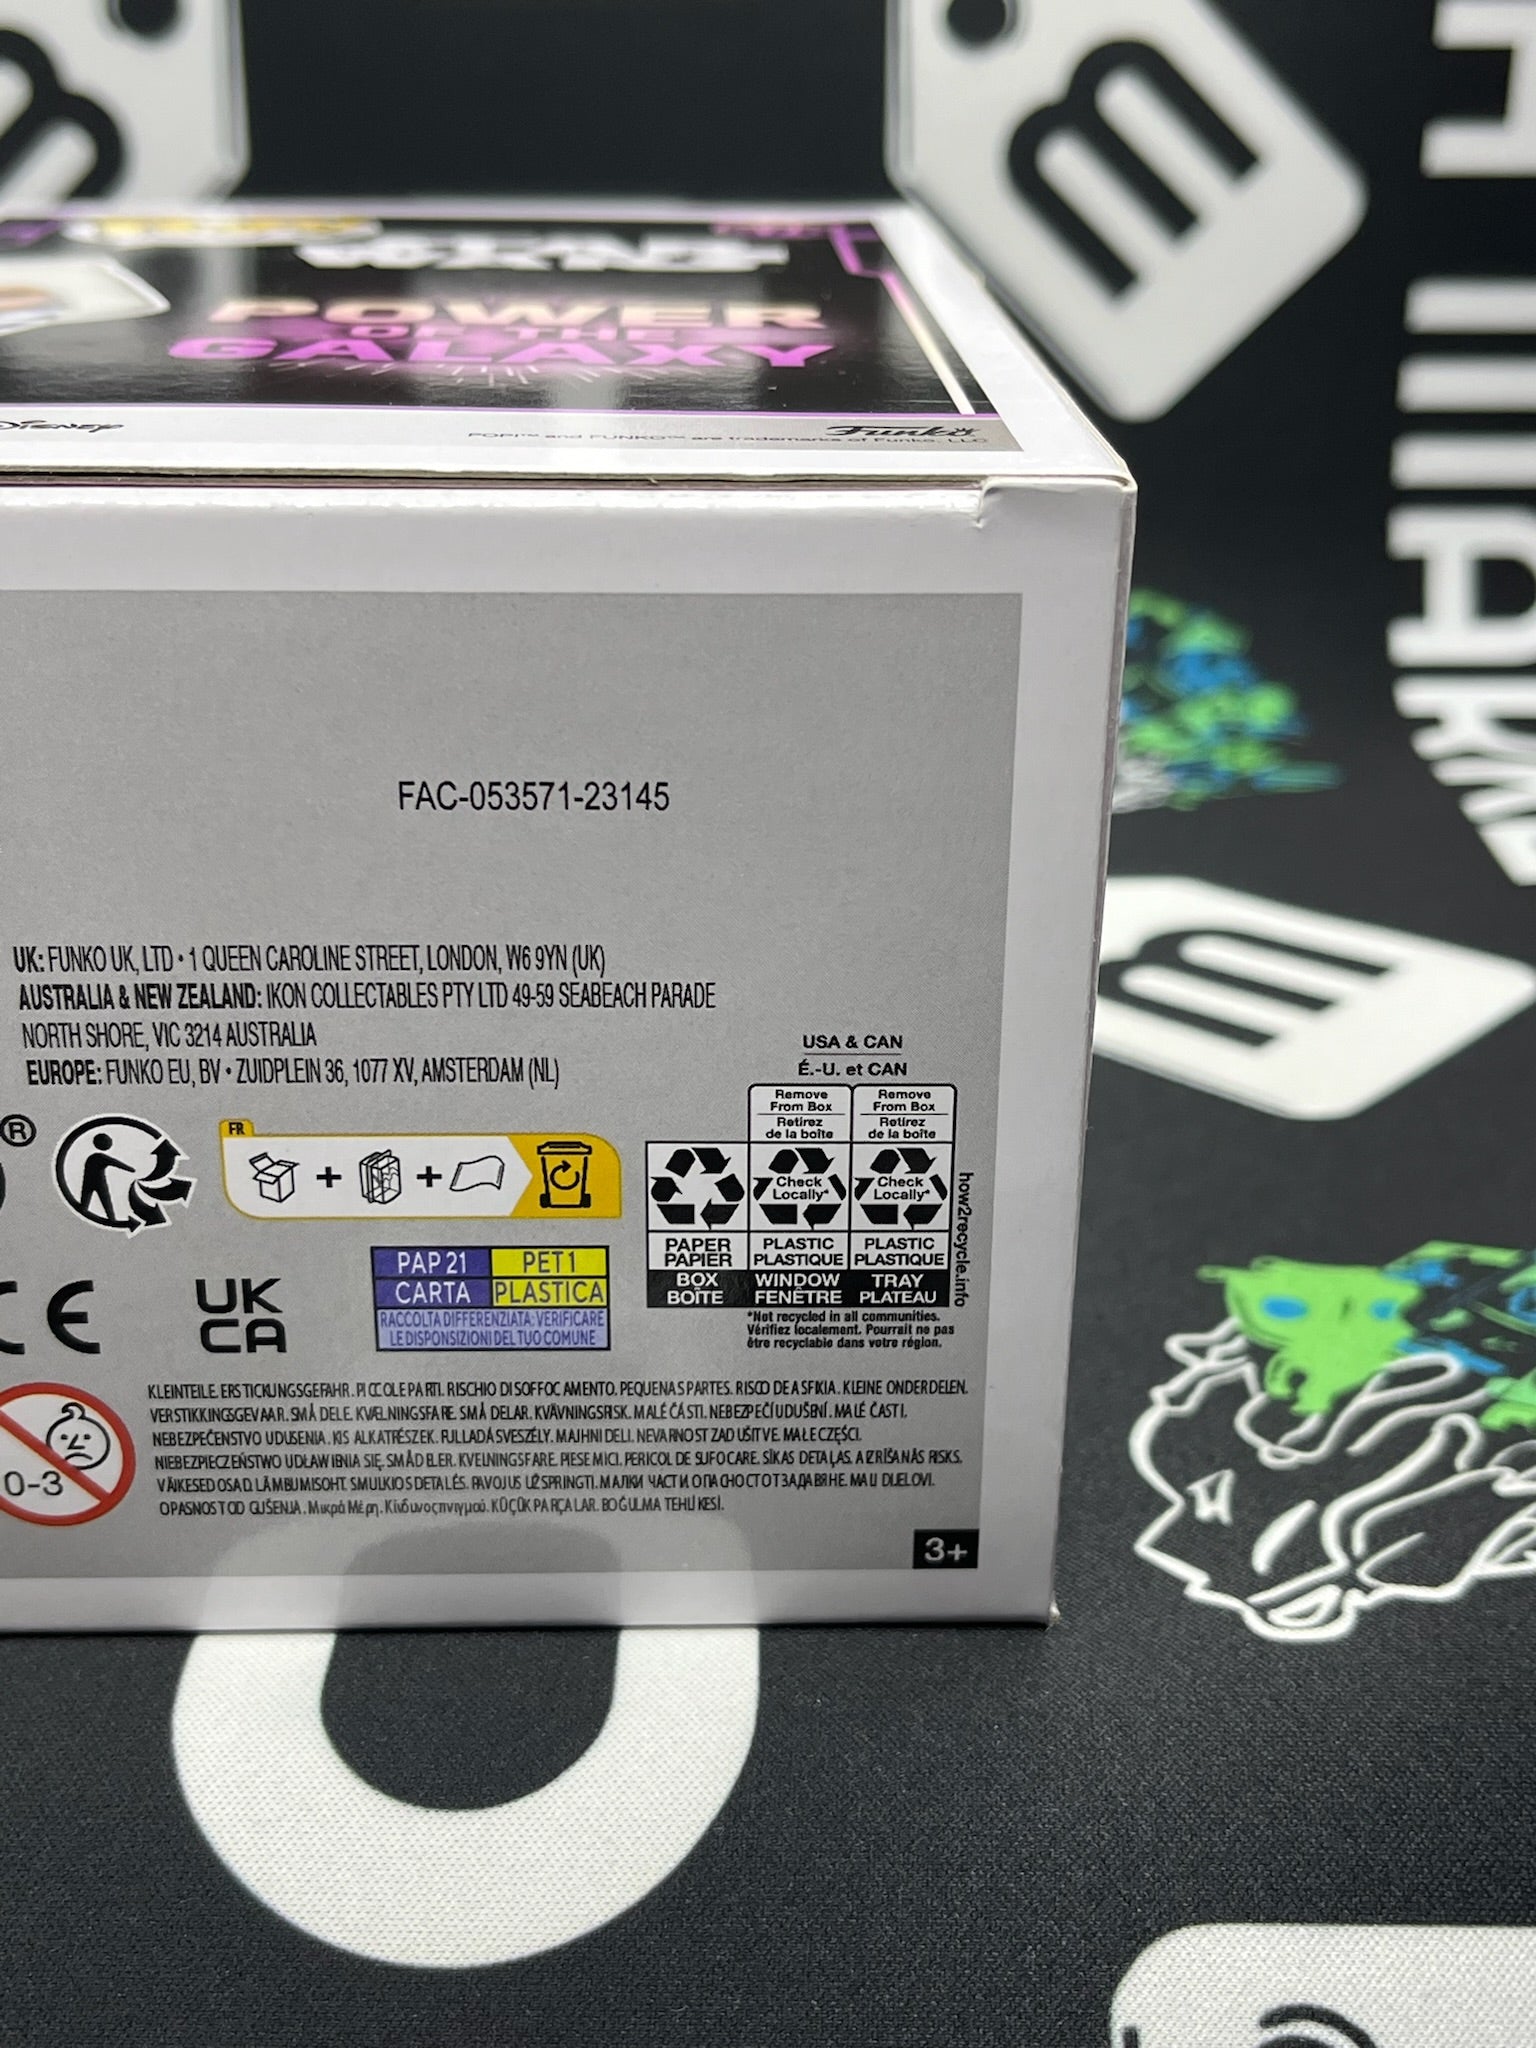 STAR
WARS
POWER
OF THE
GALAXY
Disney
POP!™ and FUNKO™ are trademarks of Funko, LLC
Funko
FAC-053571-23145
UK: FUNKO UK, LTD • 1 QUEEN CAROLINE STREET, LONDON, W6 9YN (UK)
AUSTRALIA & NEW ZEALAND: IKON COLLECTABLES PTY LTD 49-59 SEABEACH PARADE
NORTH SHORE, VIC 3214 AUSTRALIA
EUROPE: FUNKO EU, BV • ZUIDPLEIN 36, 1077 XV, AMSTERDAM (NL)
®
FR
+ +
USA & CAN
É.-U. et CAN
Remove From Box
Retirez de la boîte
Remove From Box
Retirez de la boîte
Check Locally*
Check Locally*
PAPER
PAPIER
BOX
BOÎTE
PLASTIC
PLASTIQUE
WINDOW
FENÊTRE
PLASTIC
PLASTIQUE
TRAY
PLATEAU
how2recycle.info
*Not recycled in all communities.
Vérifiez localement. Pourrait ne pas
être recyclable dans votre région.
PAP 21 PET 1
CARTA PLASTICA
RACCOLTA DIFFERENZIATA: VERIFICARE
LE DISPOSIZIONI DEL TUO COMUNE
CE
UK
CA
0-3
KLEINTEILE. ERSTICKUNGSGEFAHR. PICCOLE PARTI. RISCHIO DI SOFFOCAMENTO. PEQUENAS PARTES. RISCO DE ASFIXIA. KLEINE ONDERDELEN.
VERSTIKKINGSGEVAAR. SMÅ DELE. KVÆLNINGSFARE. SMÅ DELAR. KVÄVNINGSRISK. MALÉ ČÁSTI. NEBEZPEČÍ UDUŠENÍ. MALÉ ČASTI.
NEBEZPEČENSTVO UDUSENIA. KIS ALKATRÉSZEK. FULLADÁSVESZÉLY. MAJHNI DELI. NEVARNOST ZADUŠITVE. MAŁE CZĘŚCI.
NIEBEZPIECZEŃSTWO UDŁAWIENIA SIĘ. SMÅ DELER. KVELNINGSFARE. PIESE MICI. PERICOL DE SUFOCARE. SĪKAS DETAĻAS. AIZRĪŠANĀS RISKS.
VÄIKESED OSAD. LÄMBUMISOHT. SMULKIOS DETALĖS. PAVOJUS UŽSPRINGTI. МАЛКИ ЧАСТИ ОПАСНОСТ ОТ ЗАДАВЯНЕ. MALI DIJELOVI.
OPASNOST OD GUŠENJA. Μικρά Μέρη. Κίνδυνος πνιγμού. KÜÇÜK PARÇALAR. BOĞULMA TEHLİKESİ.
3+